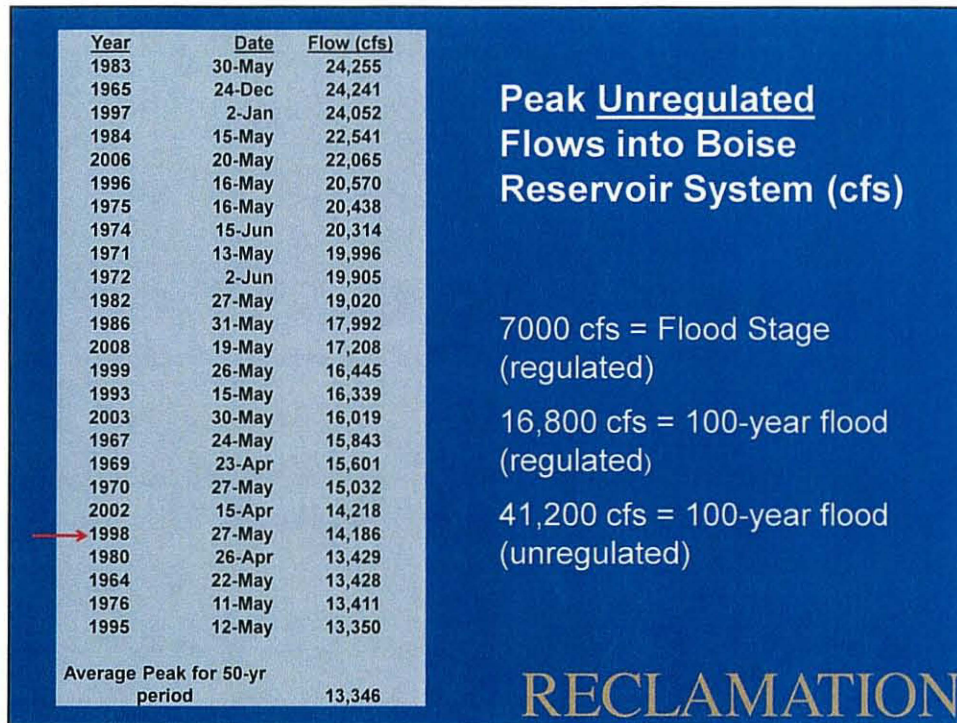 Year Date Flow (cfs)
1983 30-May 24,255
1965 24-Dec 24,241
1997 2-Jan 24,052
1984 15-May 22,541
2006 20-May 22,065
1996 16-May 20,570
1975 16-May 20,438
1974 15-Jun 20,314
1971 13-May 19,996
1972 2-Jun 19,905
1982 27-May 19,020
1986 31-May 17,992
2008 19-May 17,208
1999 26-May 16,445
1993 15-May 16,339
2003 30-May 16,019
1967 24-May 15,843
1969 23-Apr 15,601
1970 27-May 15,032
2002 15-Apr 14,218
1998 27-May 14,186
1980 26-Apr 13,429
1964 22-May 13,428
1976 11-May 13,411
1995 12-May 13,350
Average Peak for 50-yr
period 13,346
Peak Unregulated
Flows into Boise
Reservoir System (cfs)
7000 cfs = Flood Stage
(regulated)
16,800 cfs = 100-year flood
(regulated)
41,200 cfs = 100-year flood
(unregulated)
RECLAMATION